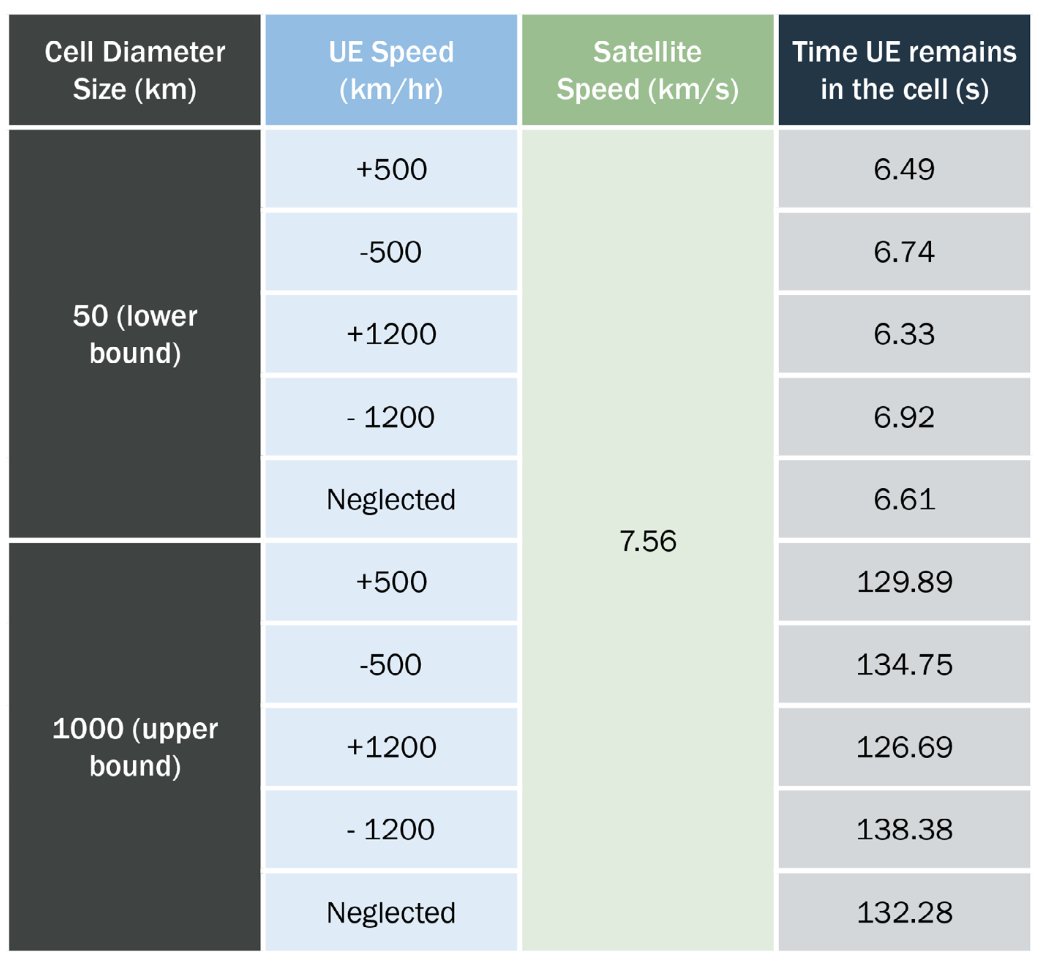 Cell Diameter
Size (km)
UE Speed
(km/hr)
Satellite
Speed (km/s)
Time UE remains
in the cell (s)
50 (lower
bound)
+500
6.49
-500
6.74
+1200
6.33
- 1200
6.92
Neglected
6.61
7.56
1000 (upper
bound)
+500
129.89
-500
134.75
+1200
126.69
- 1200
138.38
Neglected
132.28